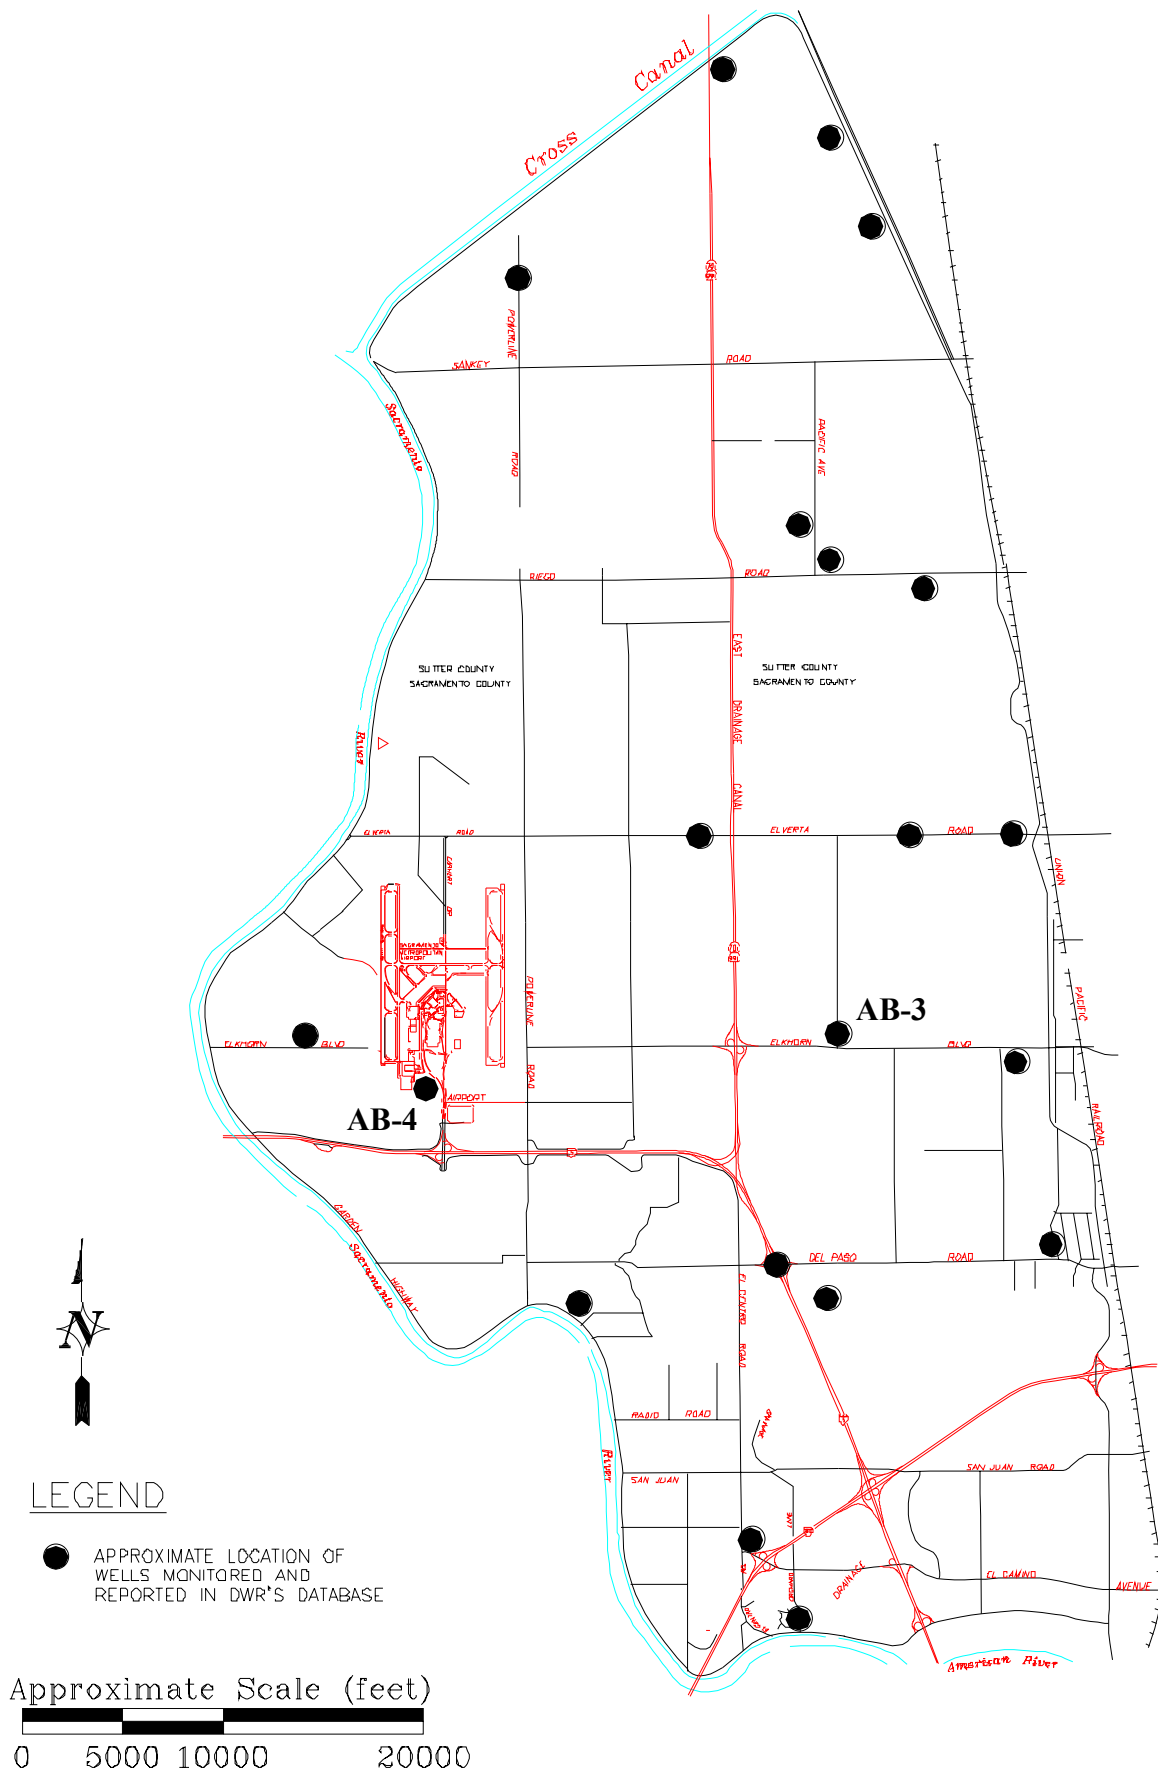 Canal
Cross
POWERLINE
SANKEY
ROAD
Sacramento
ROAD
PACIFIC AVE
RIEGO
ROAD
EAST
SUTTER COUNTY
SACRAMENTO COUNTY
SUTTER COUNTY
SACRAMENTO COUNTY
DRAINAGE
River
CANAL
ELVERTA
ROAD
ELVERTA
ROAD
UNION
AIRPORT
SACRAMENTO
METROPOLITAN
AIRPORT
POWERLINE
PACIFIC
AB-3
ELKHORN
BLVD
ELKHORN
BLVD
ROAD
AIRPORT
AB-4
RAILROAD
GARDEN
Sacramento
HIGHWAY
DEL PASO
ROAD
EL CENTRO
ROAD
N
RADIO
ROAD
River
SAN JUAN
SAN JUAN ROAD
DRAINAGE
EL CAMINO
AVENUE
American River
LEGEND
APPROXIMATE LOCATION OF
WELLS MONITORED AND
REPORTED IN DWR'S DATABASE
Approximate Scale (feet)
0 5000 10000 20000